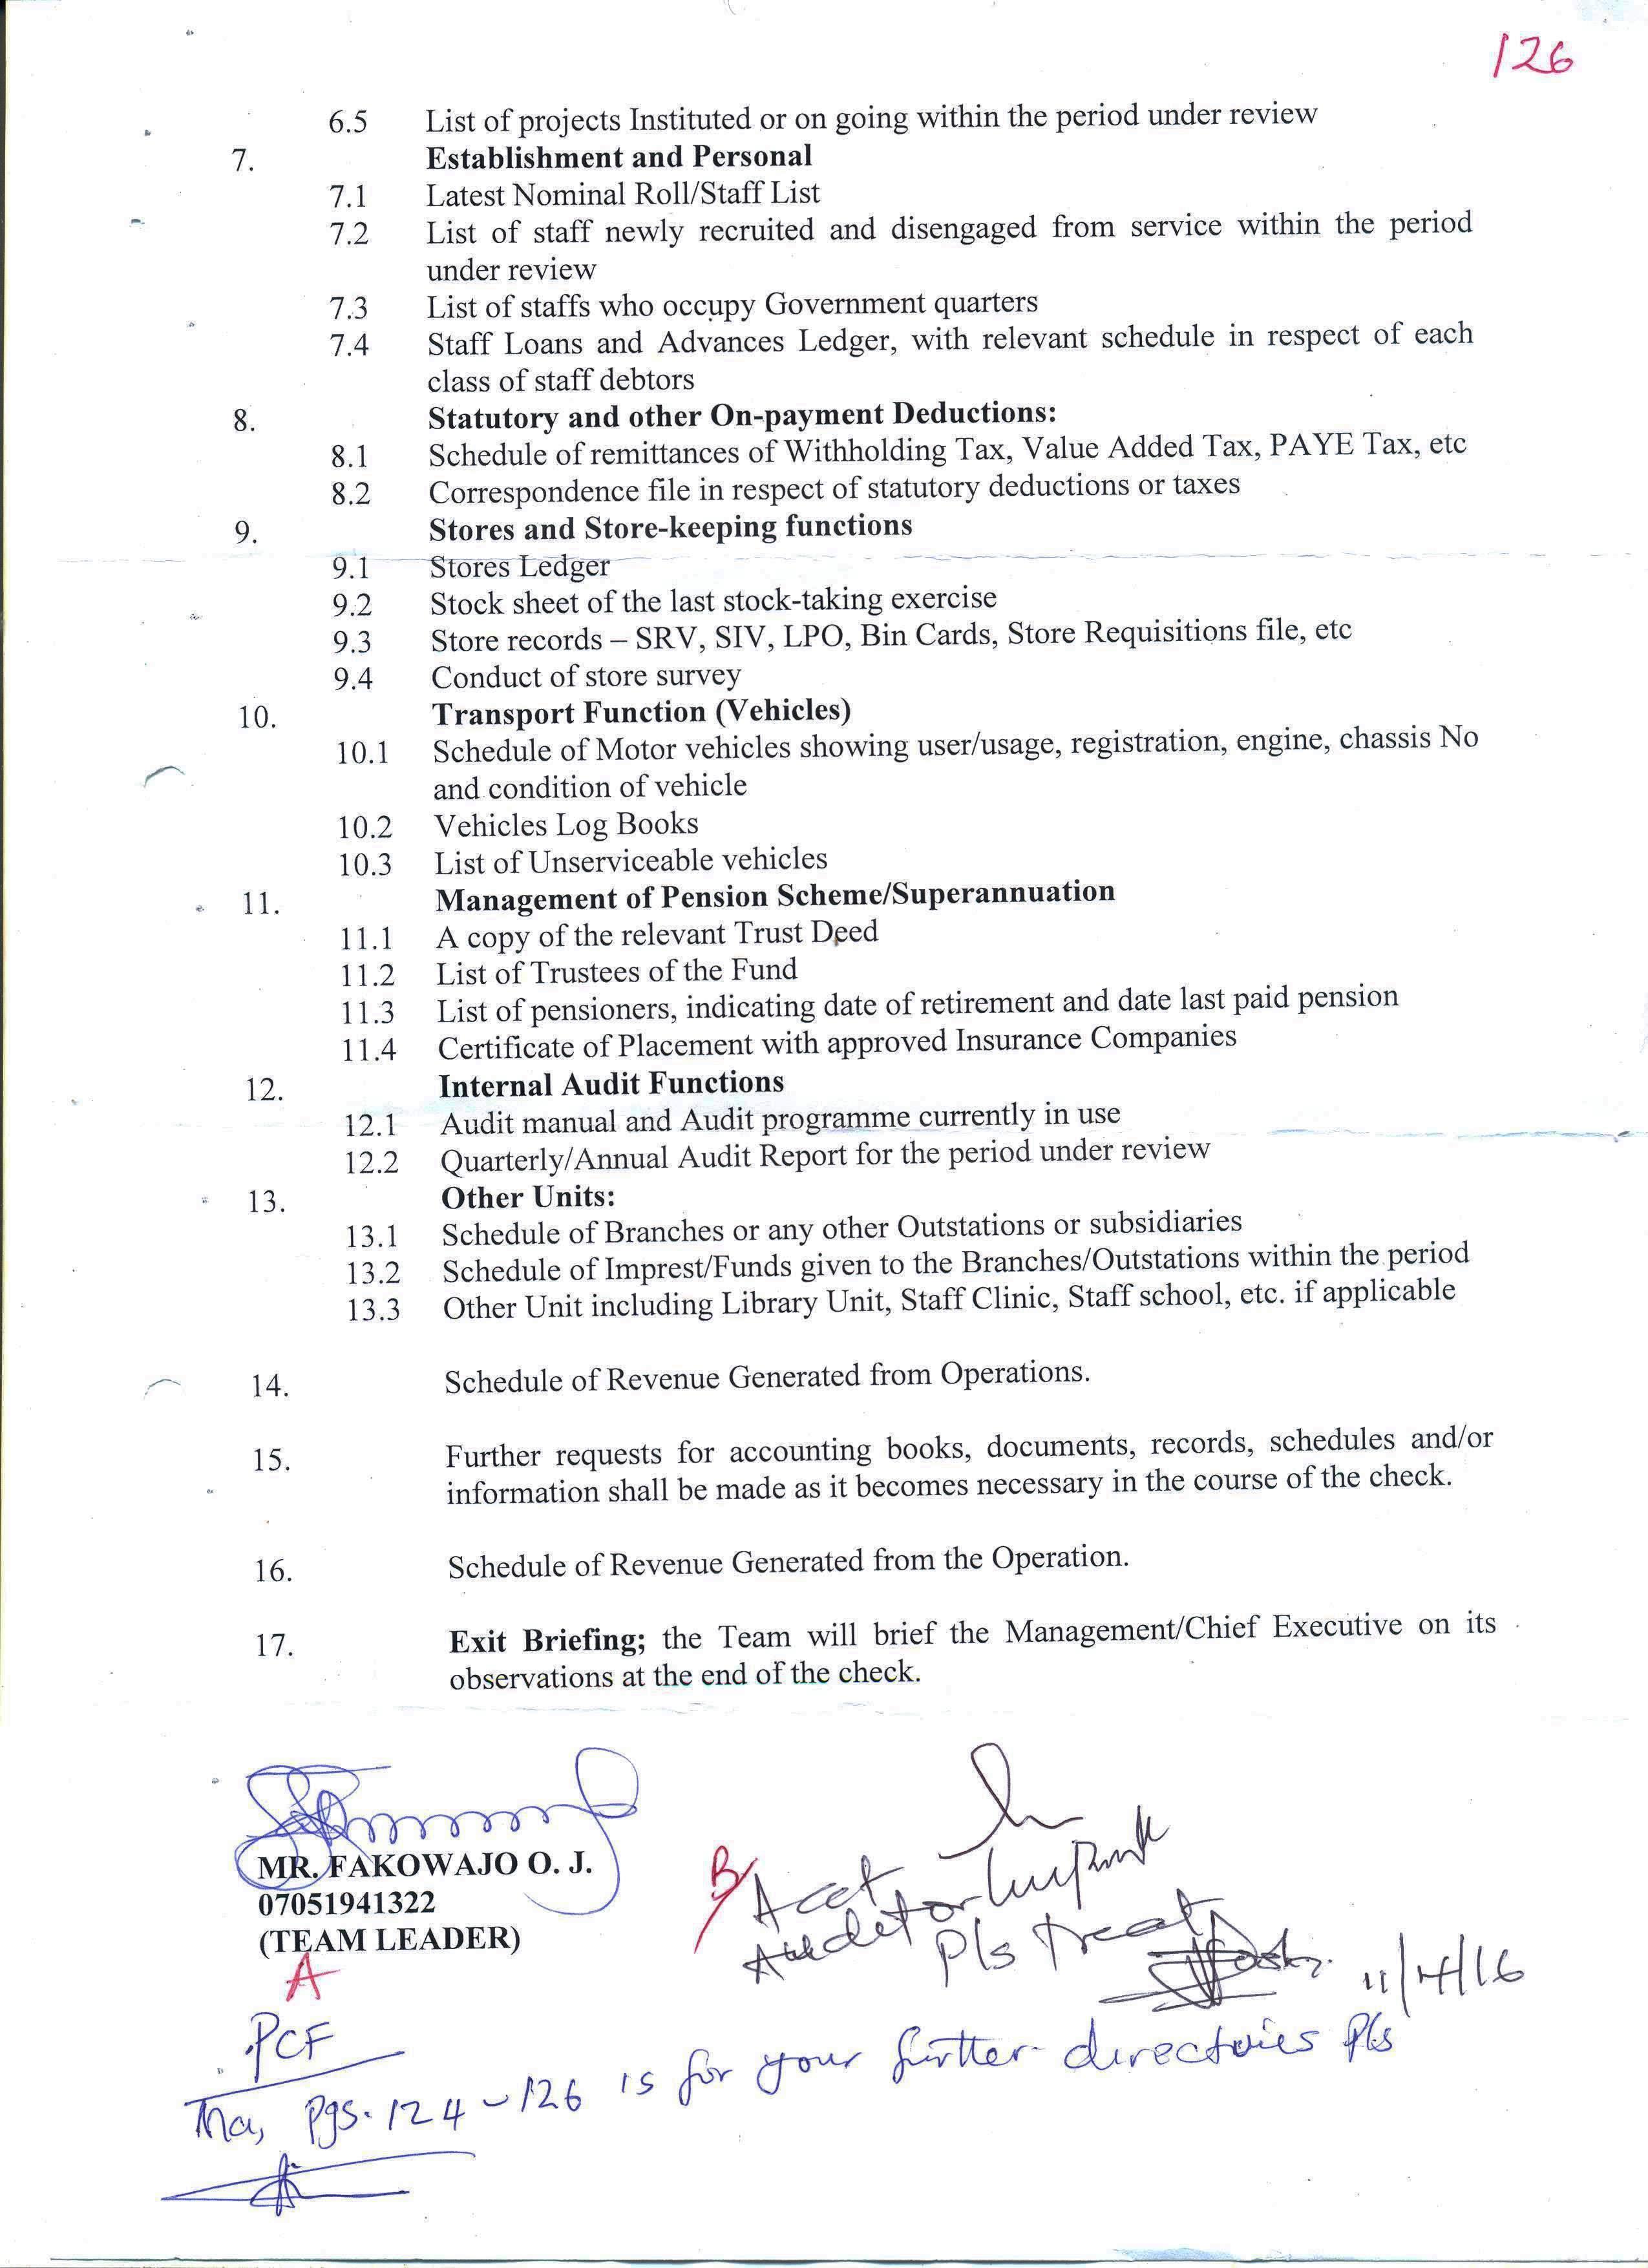 126
6.5 List of projects Instituted or on going within the period under review
7. Establishment and Personal
7.1 Latest Nominal Roll/Staff List
7.2 List of staff newly recruited and disengaged from service within the period
under review
7.3 List of staffs who occupy Government quarters
7.4 Staff Loans and Advances Ledger, with relevant schedule in respect of each
class of staff debtors
8. Statutory and other On-payment Deductions:
8.1 Schedule of remittances of Withholding Tax, Value Added Tax, PAYE Tax, etc
8.2 Correspondence file in respect of statutory deductions or taxes
9. Stores and Store-keeping functions
9.1 Stores Ledger
9.2 Stock sheet of the last stock-taking exercise
9.3 Store records – SRV, SIV, LPO, Bin Cards, Store Requisitions file, etc
9.4 Conduct of store survey
10. Transport Function (Vehicles)
10.1 Schedule of Motor vehicles showing user/usage, registration, engine, chassis No
and condition of vehicle
10.2 Vehicles Log Books
10.3 List of Unserviceable vehicles
11. Management of Pension Scheme/Superannuation
11.1 A copy of the relevant Trust Deed
11.2 List of Trustees of the Fund
11.3 List of pensioners, indicating date of retirement and date last paid pension
11.4 Certificate of Placement with approved Insurance Companies
12. Internal Audit Functions
12.1 Audit manual and Audit programme currently in use
12.2 Quarterly/Annual Audit Report for the period under review
13. Other Units:
13.1 Schedule of Branches or any other Outstations or subsidiaries
13.2 Schedule of Imprest/Funds given to the Branches/Outstations within the period
13.3 Other Unit including Library Unit, Staff Clinic, Staff school, etc. if applicable
14. Schedule of Revenue Generated from Operations.
15. Further requests for accounting books, documents, records, schedules and/or
information shall be made as it becomes necessary in the course of the check.
16. Schedule of Revenue Generated from the Operation.
17. Exit Briefing; the Team will brief the Management/Chief Executive on its
observations at the end of the check.
MR. FAKOWAJO O. J.
07051941322
(TEAM LEADER)
B
Acct
Auditor
Pls treat
11/4/16
A
PCF
Ma, Pgs. 124 - 126 is for your further directories Pls